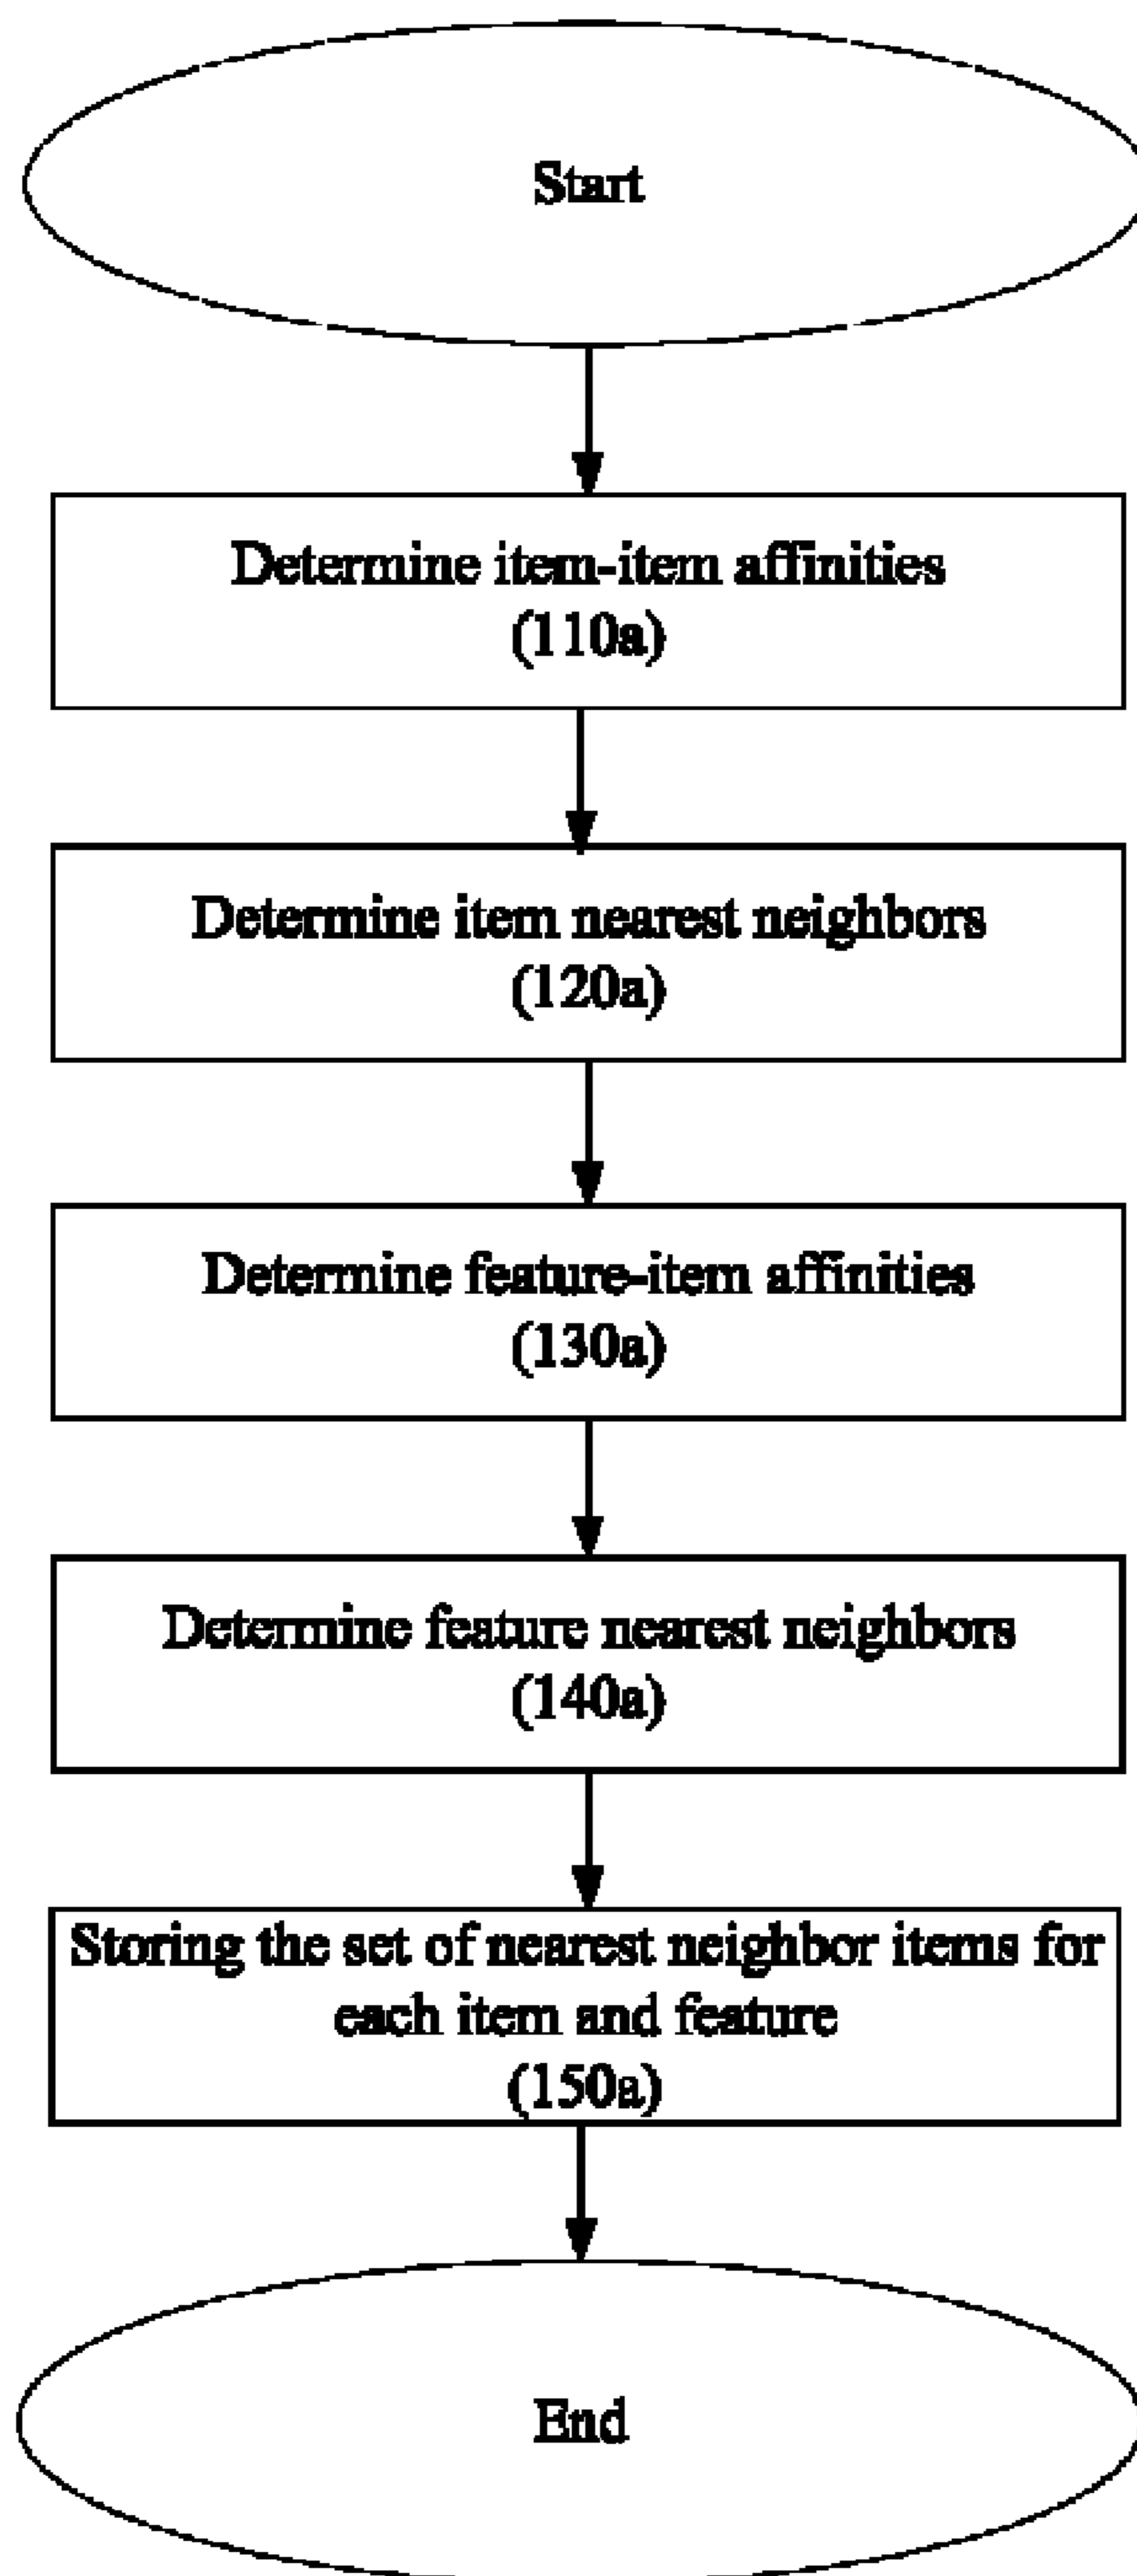 Start
Determine item-item affinities
(110a)
Determine item nearest neighbors
(120a)
Determine feature-item affinities
(130a)
Determine feature nearest neighbors
(140a)
Storing the set of nearest neighbor items for
each item and feature
(150a)
End